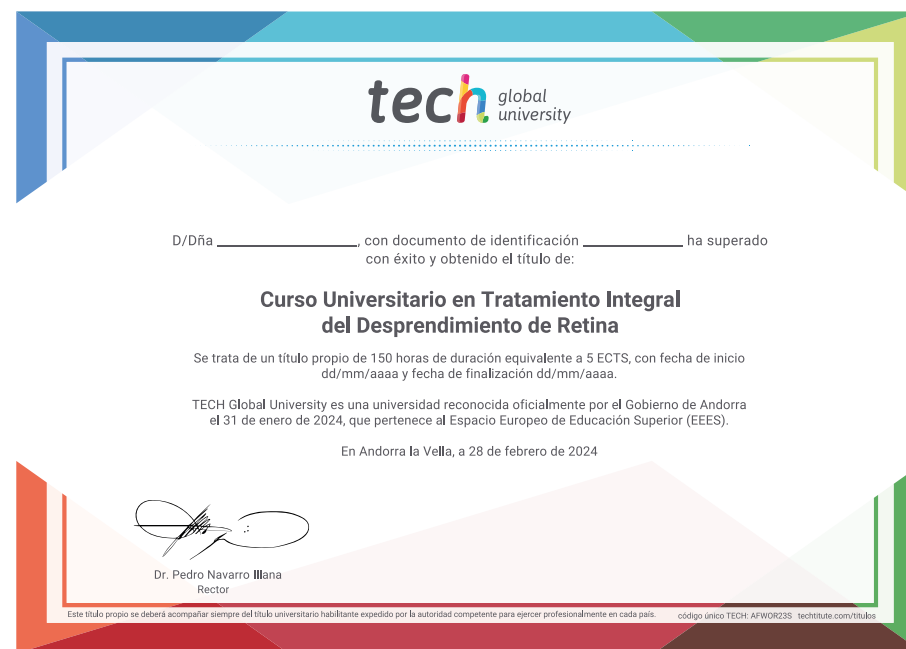 tech global university
D/Dña ____________________, con documento de identificación ______________ ha superado
con éxito y obtenido el título de:
Curso Universitario en Tratamiento Integral
del Desprendimiento de Retina
Se trata de un título propio de 150 horas de duración equivalente a 5 ECTS, con fecha de inicio
dd/mm/aaaa y fecha de finalización dd/mm/aaaa.
TECH Global University es una universidad reconocida oficialmente por el Gobierno de Andorra
el 31 de enero de 2024, que pertenece al Espacio Europeo de Educación Superior (EEES).
En Andorra la Vella, a 28 de febrero de 2024
Dr. Pedro Navarro Illana
Rector
Este título propio se deberá acompañar siempre del título universitario habilitante expedido por la autoridad competente para ejercer profesionalmente en cada país.
código único TECH: AFWOR23S techtitute.com/titulos